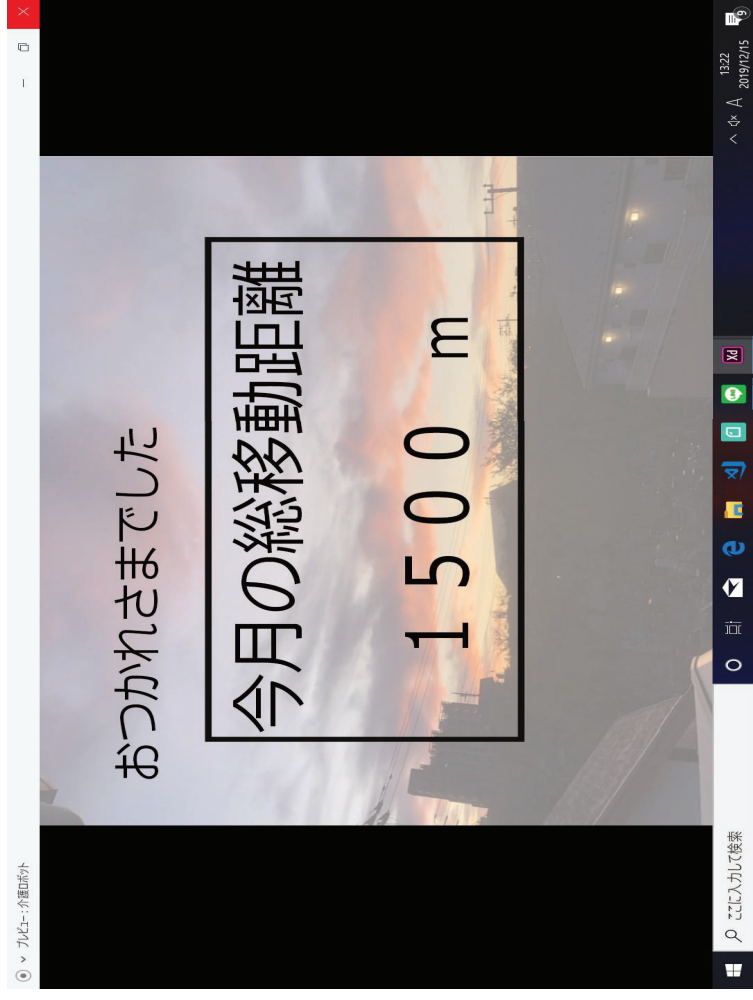 プレビュー: 介護ロボット
おつかれさまでした
今月の総移動距離
1500 m
ここに入力して検索
Xd
A
13:22
2019/12/15
9